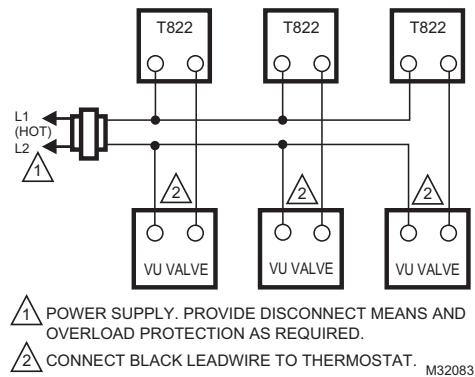 T822 T822 T822
L1
(HOT)
L2
1
2 2 2
VU VALVE VU VALVE VU VALVE
1 POWER SUPPLY. PROVIDE DISCONNECT MEANS AND
OVERLOAD PROTECTION AS REQUIRED.
2 CONNECT BLACK LEADWIRE TO THERMOSTAT.
M32083